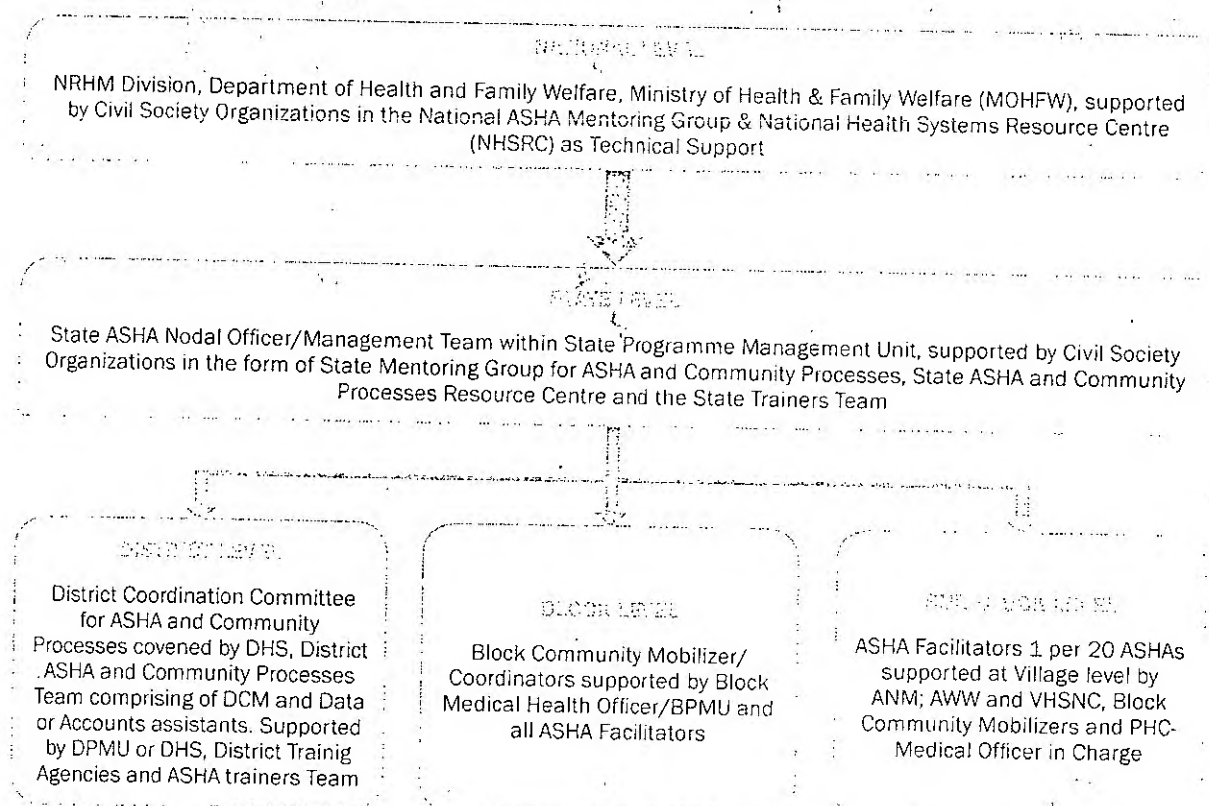 NATIONAL LEVEL
NRHM Division, Department of Health and Family Welfare, Ministry of Health & Family Welfare (MOHFW), supported
by Civil Society Organizations in the National ASHA Mentoring Group & National Health Systems Resource Centre
(NHSRC) as Technical Support
STATE LEVEL
State ASHA Nodal Officer/Management Team within State Programme Management Unit, supported by Civil Society
Organizations in the form of State Mentoring Group for ASHA and Community Processes, State ASHA and Community
Processes Resource Centre and the State Trainers Team
DISTRICT LEVEL
District Coordination Committee
for ASHA and Community
Processes covened by DHS, District
ASHA and Community Processes
Team comprising of DCM and Data
or Accounts assistants. Supported
by DPMU or DHS, District Trainig
Agencies and ASHA trainers Team
BLOCK LEVEL
Block Community Mobilizer/
Coordinators supported by Block
Medical Health Officer/BPMU and
all ASHA Facilitators
LEVEL
ASHA Facilitators 1 per 20 ASHAs
supported at Village level by
ANM; AWW and VHSNC, Block
Community Mobilizers and PHC-
Medical Officer in Charge